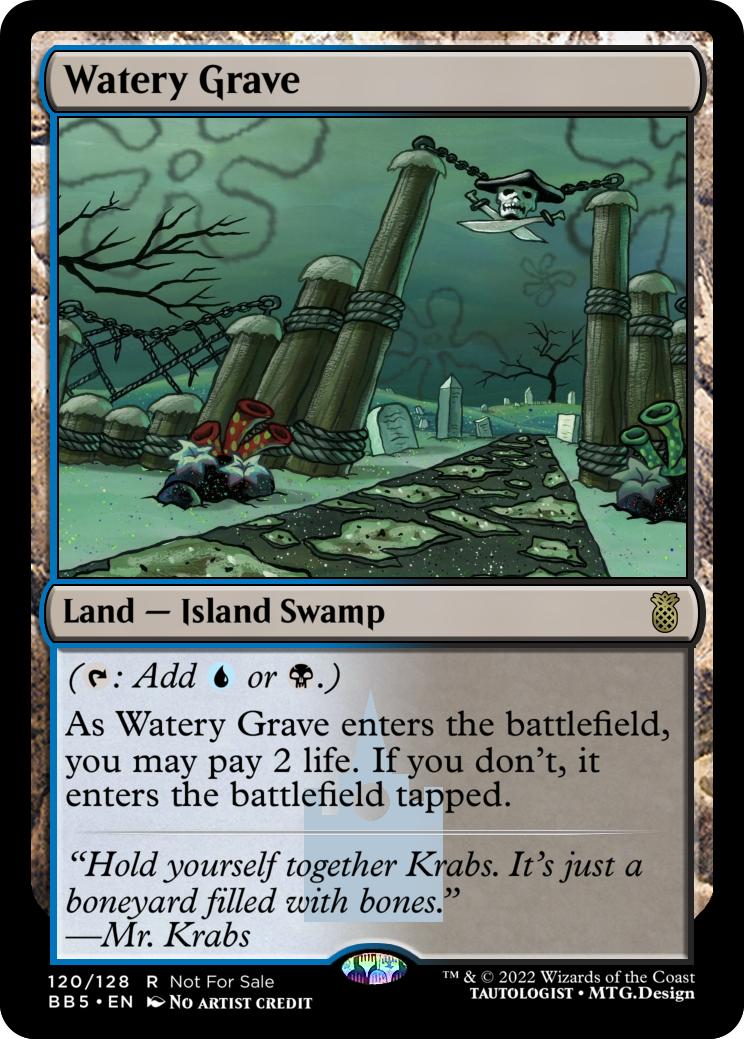 Watery Grave
Land — Island Swamp
(: Add or .)
As Watery Grave enters the battlefield,
you may pay 2 life. If you don't, it
enters the battlefield tapped.
“Hold yourself together Krabs. It's just a
boneyard filled with bones.”
—Mr. Krabs
120/128 R Not For Sale
BB5 • EN No artist credit
™ & © 2022 Wizards of the Coast
Tautologist • MTG.Design